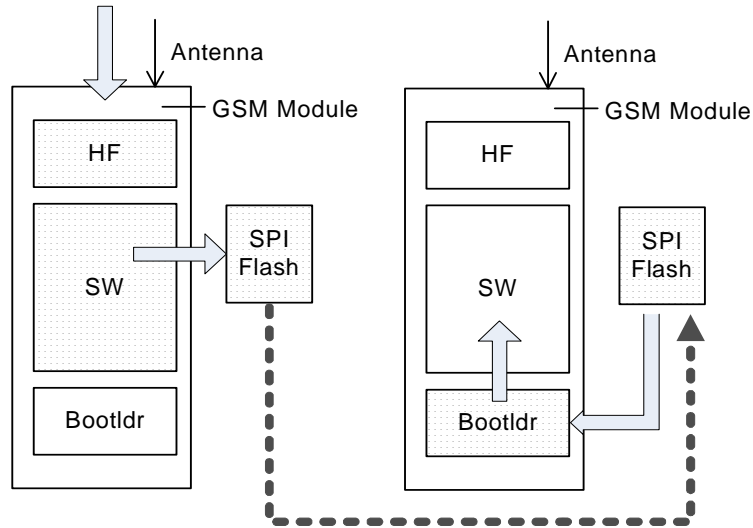 Antenna
GSM Module
HF
SPI
Flash
SW
Bootldr
Antenna
GSM Module
HF
SPI
Flash
SW
Bootldr